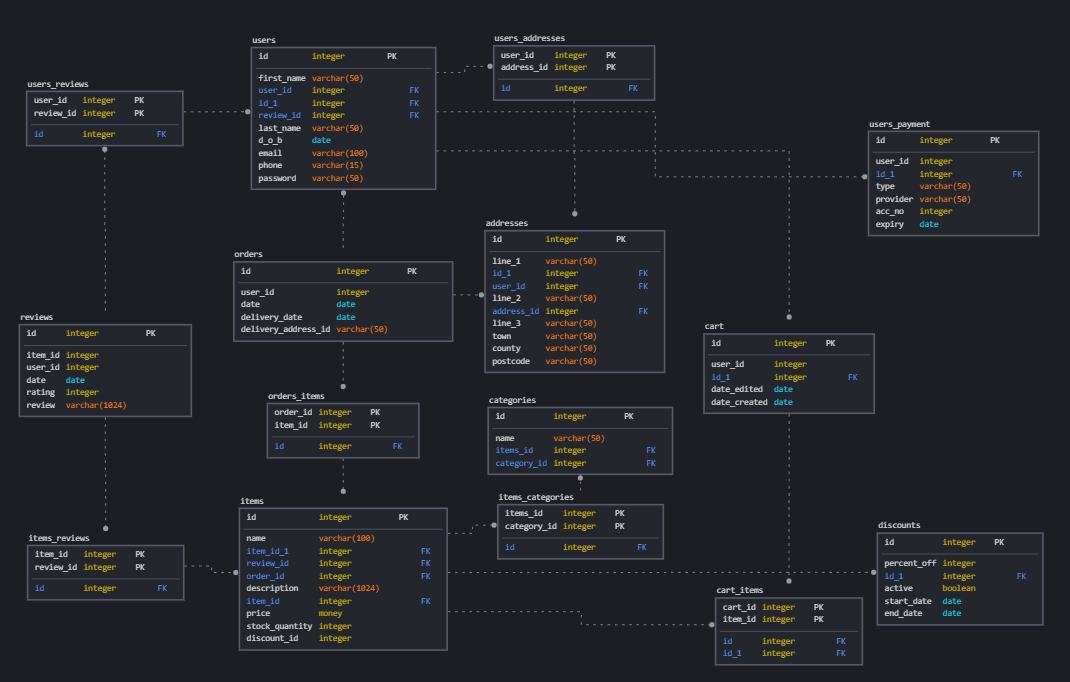 users
id integer PK
first_name varchar(50)
user_id integer FK
id_1 integer FK
review_id integer FK
last_name varchar(50)
d_o_b date
email varchar(100)
phone varchar(15)
password varchar(50)
users_addresses
user_id integer PK
address_id integer PK
id integer FK
users_reviews
user_id integer PK
review_id integer PK
id integer FK
users_payment
id integer PK
user_id integer
id_1 integer FK
type varchar(50)
provider varchar(50)
acc_no integer
expiry date
addresses
id integer PK
line_1 varchar(50)
id_1 integer FK
user_id integer FK
line_2 varchar(50)
address_id integer FK
line_3 varchar(50)
town varchar(50)
county varchar(50)
postcode varchar(50)
orders
id integer PK
user_id integer
date date
delivery_date date
delivery_address_id varchar(50)
reviews
id integer PK
item_id integer
user_id integer
date date
rating integer
review varchar(1024)
cart
id integer PK
user_id integer
id_1 integer FK
date_edited date
date_created date
orders_items
order_id integer PK
item_id integer PK
id integer FK
categories
id integer PK
name varchar(50)
items_id integer FK
category_id integer FK
items
id integer PK
name varchar(100)
item_id_1 integer FK
review_id integer FK
order_id integer FK
description varchar(1024)
item_id integer FK
price money
stock_quantity integer
discount_id integer
items_categories
items_id integer PK
category_id integer PK
id integer FK
items_reviews
item_id integer PK
review_id integer PK
id integer FK
discounts
id integer PK
percent_off integer
id_1 integer FK
active boolean
start_date date
end_date date
cart_items
cart_id integer PK
item_id integer PK
id integer FK
id_1 integer FK